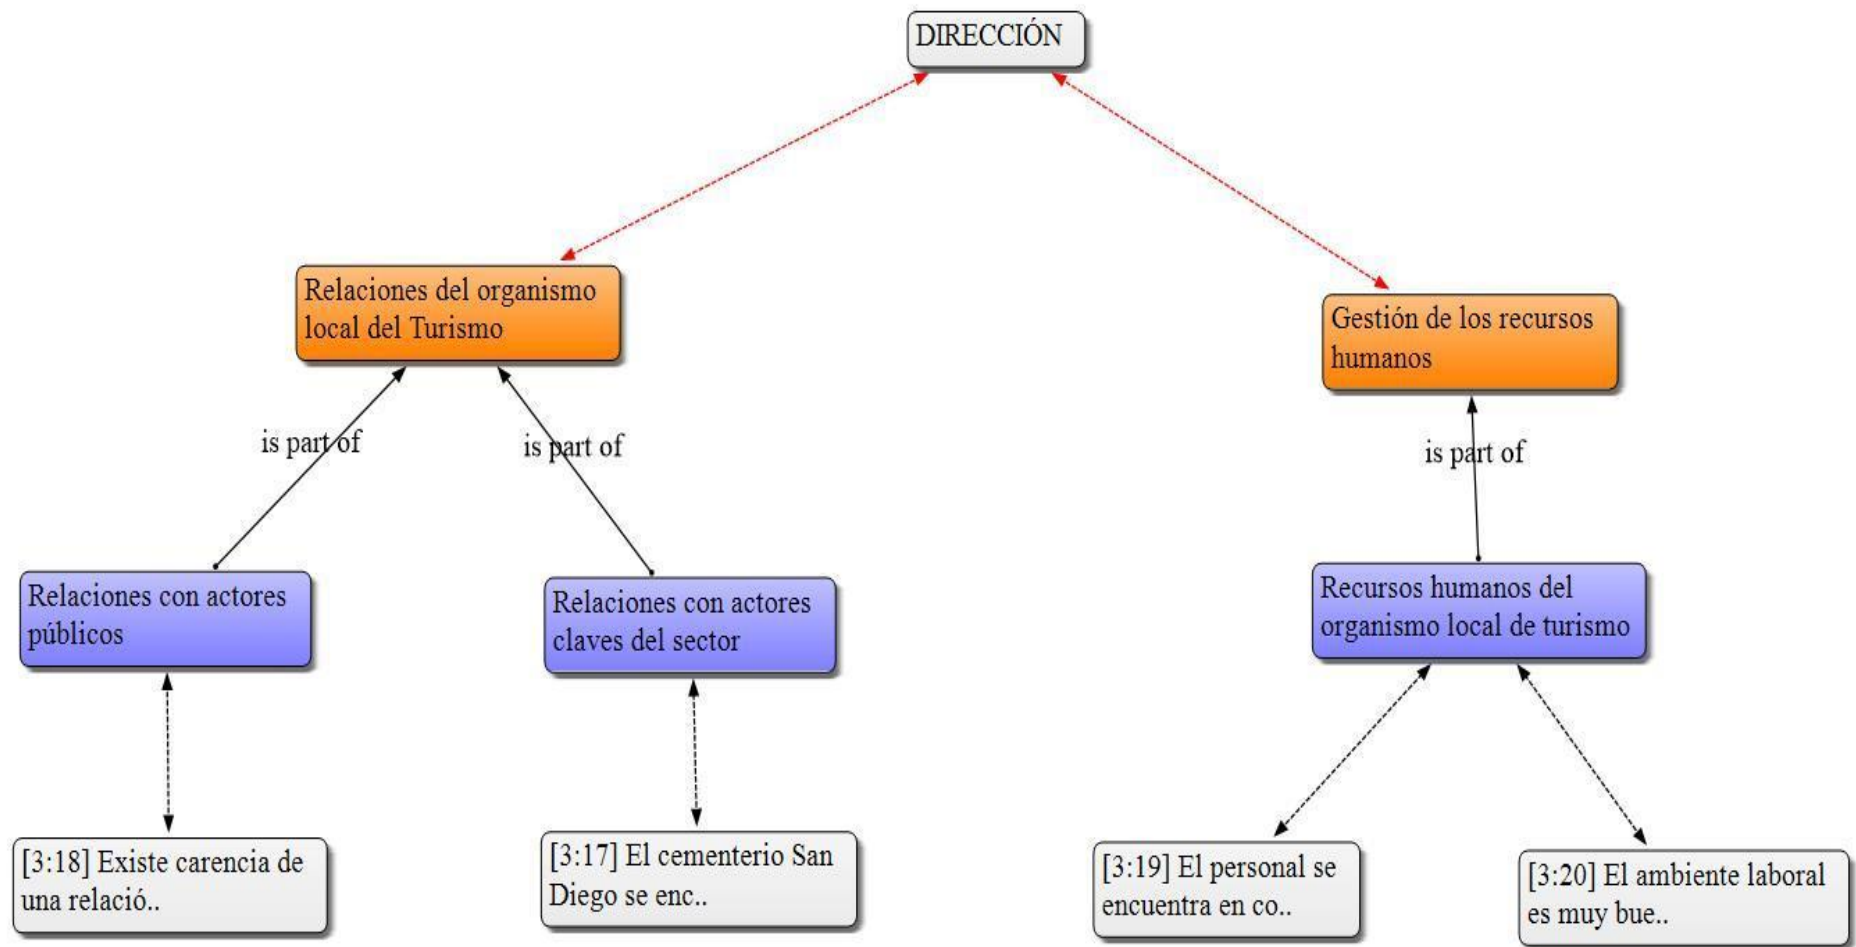 DIRECCIÓN
Relaciones del organismo
local del Turismo
Gestión de los recursos
humanos
is part of
is part of
is part of
Relaciones con actores
públicos
Relaciones con actores
claves del sector
Recursos humanos del
organismo local de turismo
[3:18] Existe carencia de
una relació..
[3:17] El cementerio San
Diego se enc..
[3:19] El personal se
encuentra en co..
[3:20] El ambiente laboral
es muy bue..